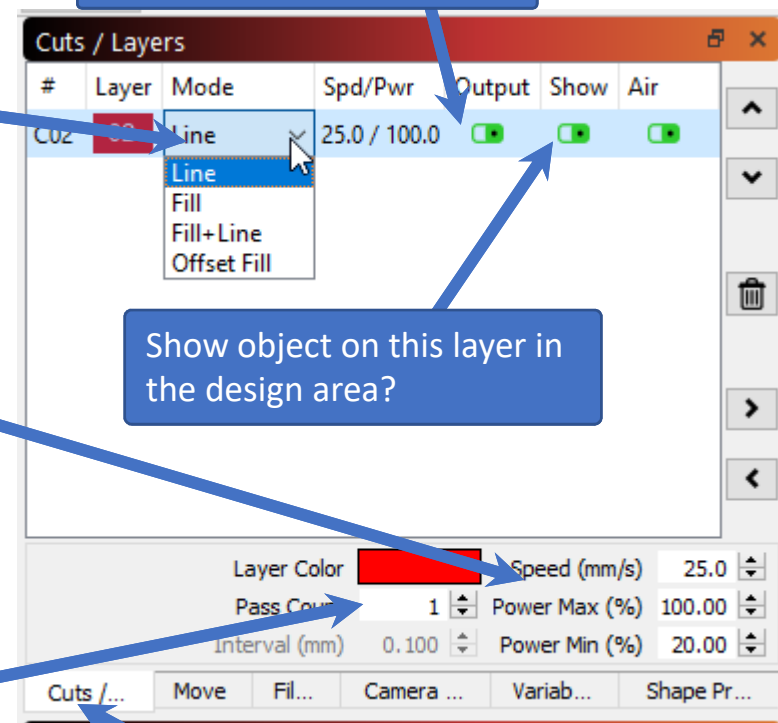 Cuts / Layers
# Layer Mode Spd/Pwr Output Show Air
C02 Line 25.0 / 100.0
Line
Fill
Fill+Line
Offset Fill
Show object on this layer in
the design area?
Layer Color Speed (mm/s) 25.0
Pass Count 1 Power Max (%) 100.00
Interval (mm) 0.100 Power Min (%) 20.00
Cuts /... Move Fil... Camera ... Variab... Shape Pr...